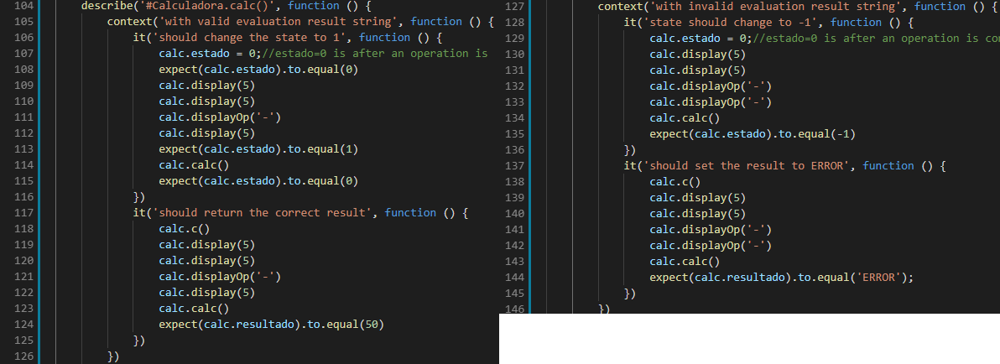 104 describe('#Calculadora.calc()', function () {
105 context('with valid evaluation result string', function () {
106 it('should change the state to 1', function () {
107 calc.estado = 0;//estado=0 is after an operation is
108 expect(calc.estado).to.equal(0)
109 calc.display(5)
110 calc.display(5)
111 calc.displayOp('-')
112 calc.display(5)
113 expect(calc.estado).to.equal(1)
114 calc.calc()
115 expect(calc.estado).to.equal(0)
116 })
117 it('should return the correct result', function () {
118 calc.c()
119 calc.display(5)
120 calc.display(5)
121 calc.displayOp('-')
122 calc.display(5)
123 calc.calc()
124 expect(calc.resultado).to.equal(50)
125 })
126 })
127 context('with invalid evaluation result string', function () {
128 it('state should change to -1', function () {
129 calc.estado = 0;//estado=0 is after an operation is co
130 calc.display(5)
131 calc.display(5)
132 calc.displayOp('-')
133 calc.displayOp('-')
134 calc.calc()
135 expect(calc.estado).to.equal(-1)
136 })
137 it('should set the result to ERROR', function () {
138 calc.c()
139 calc.display(5)
140 calc.display(5)
141 calc.displayOp('-')
142 calc.displayOp('-')
143 calc.calc()
144 expect(calc.resultado).to.equal('ERROR');
145 })
146 })